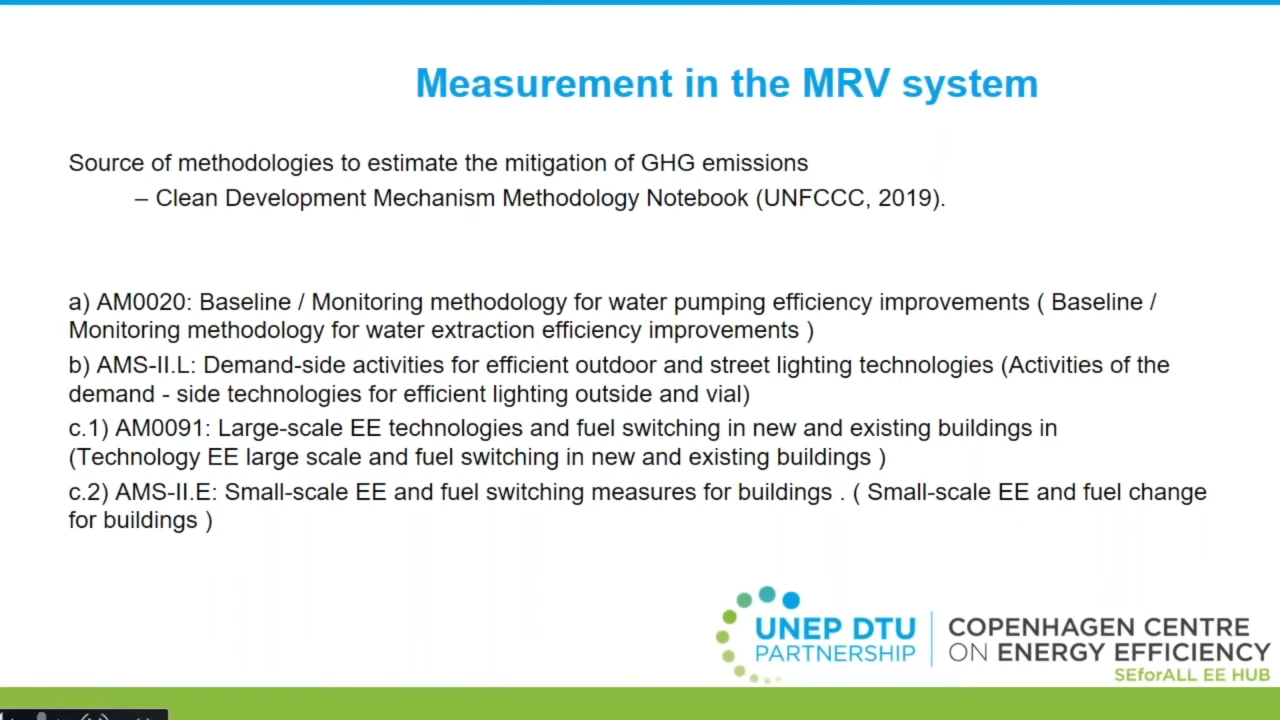 Measurement in the MRV system
Source of methodologies to estimate the mitigation of GHG emissions
– Clean Development Mechanism Methodology Notebook (UNFCCC, 2019).
a) AM0020: Baseline / Monitoring methodology for water pumping efficiency improvements ( Baseline /
Monitoring methodology for water extraction efficiency improvements )
b) AMS-II.L: Demand-side activities for efficient outdoor and street lighting technologies (Activities of the
demand - side technologies for efficient lighting outside and vial)
c.1) AM0091: Large-scale EE technologies and fuel switching in new and existing buildings in
(Technology EE large scale and fuel switching in new and existing buildings )
c.2) AMS-II.E: Small-scale EE and fuel switching measures for buildings . ( Small-scale EE and fuel change
for buildings )
UNEP DTU
PARTNERSHIP
COPENHAGEN CENTRE
ON ENERGY EFFICIENCY
SEforALL EE HUB